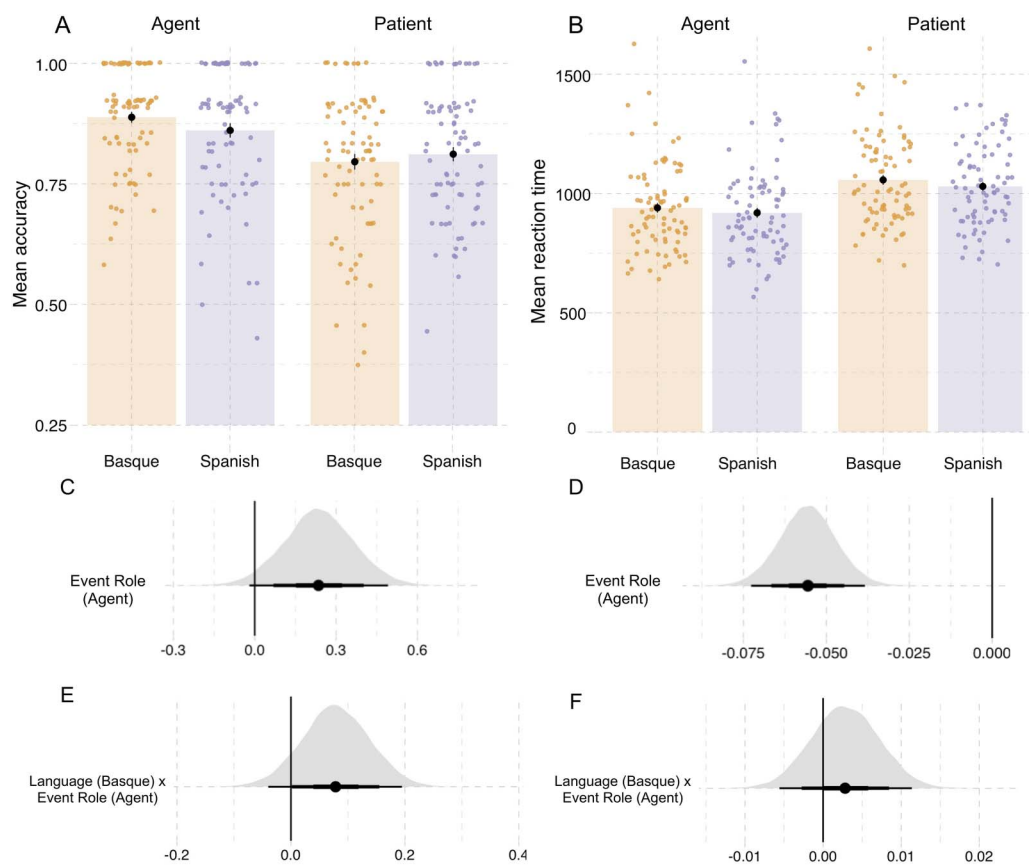 A
Agent
Patient
Mean accuracy
1.00
0.75
0.50
0.25
Basque
Spanish
Basque
Spanish
B
Agent
Patient
Mean reaction time
1500
1000
500
0
Basque
Spanish
Basque
Spanish
C
Event Role
(Agent)
-0.3
0.0
0.3
0.6
D
Event Role
(Agent)
-0.075
-0.050
-0.025
0.000
E
Language (Basque) x
Event Role (Agent)
-0.2
0.0
0.2
0.4
F
Language (Basque) x
Event Role (Agent)
-0.01
0.00
0.01
0.02